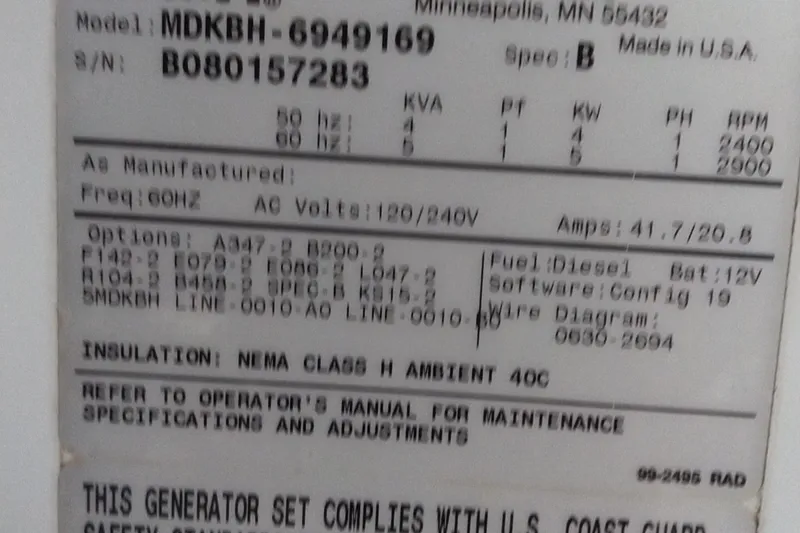 Minneapolis, MN 55432
Model: MDKBH-6949169 Spec: B Made in U.S.A.
S/N: B080157283
KVA Pf KW PH RPM
50 hz: 4 1 4 1 2400
60 hz: 5 1 5 1 2900
As Manufactured:
Freq:60HZ AC Volts:120/240V Amps:41.7/20.8
Options: A347-2 B200-2
F142-2 E079-2 E086-2 L047-2
R104-2 B458-2 SPEC-B KS15-2
5MDKBH LINE-0010-A0 LINE-0010-B0
Fuel:Diesel Bat:12V
Software:Config 19
Wire Diagram:
0630-2694
INSULATION: NEMA CLASS H AMBIENT 40C
REFER TO OPERATOR'S MANUAL FOR MAINTENANCE
SPECIFICATIONS AND ADJUSTMENTS
99-2495 RAD
THIS GENERATOR SET COMPLIES WITH U.S. COAST GUARD